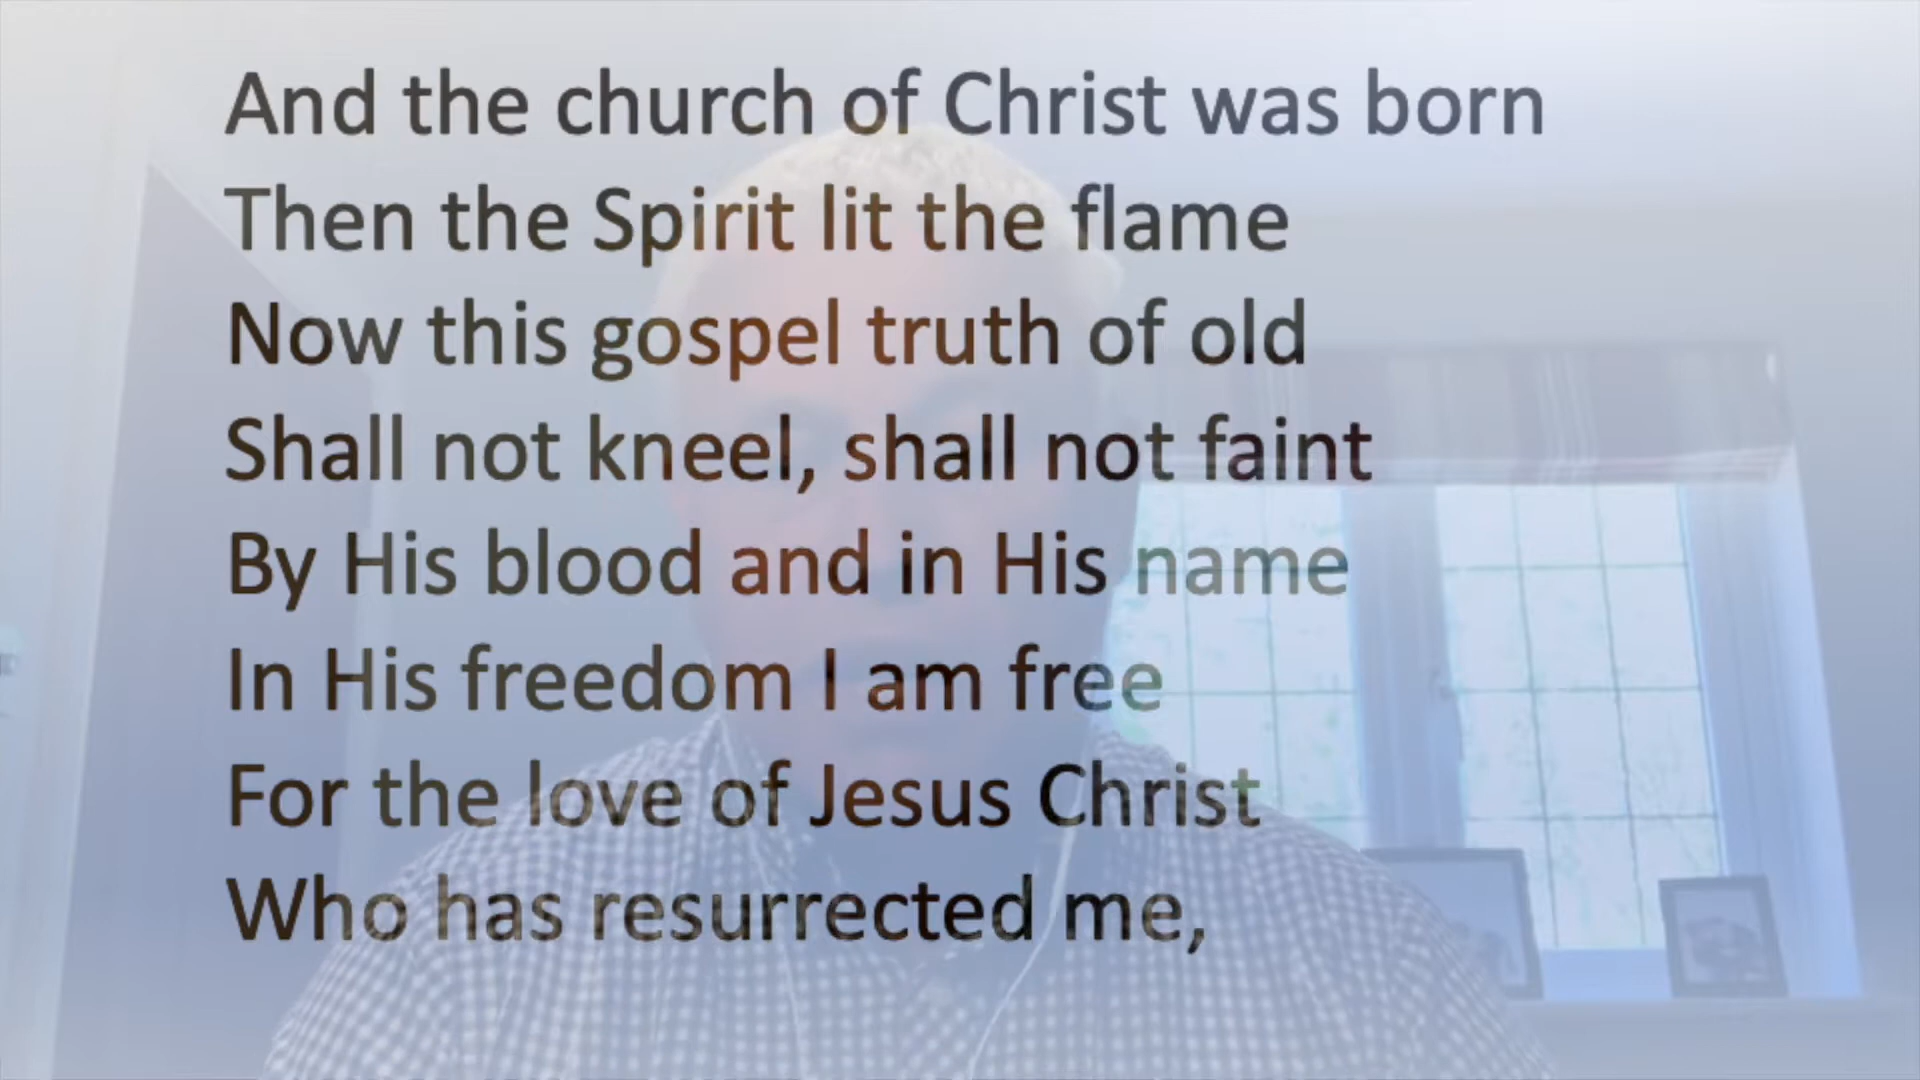 And the church of Christ was born
Then the Spirit lit the flame
Now this gospel truth of old
Shall not kneel, shall not faint
By His blood and in His name
In His freedom I am free
For the love of Jesus Christ
Who has resurrected me,